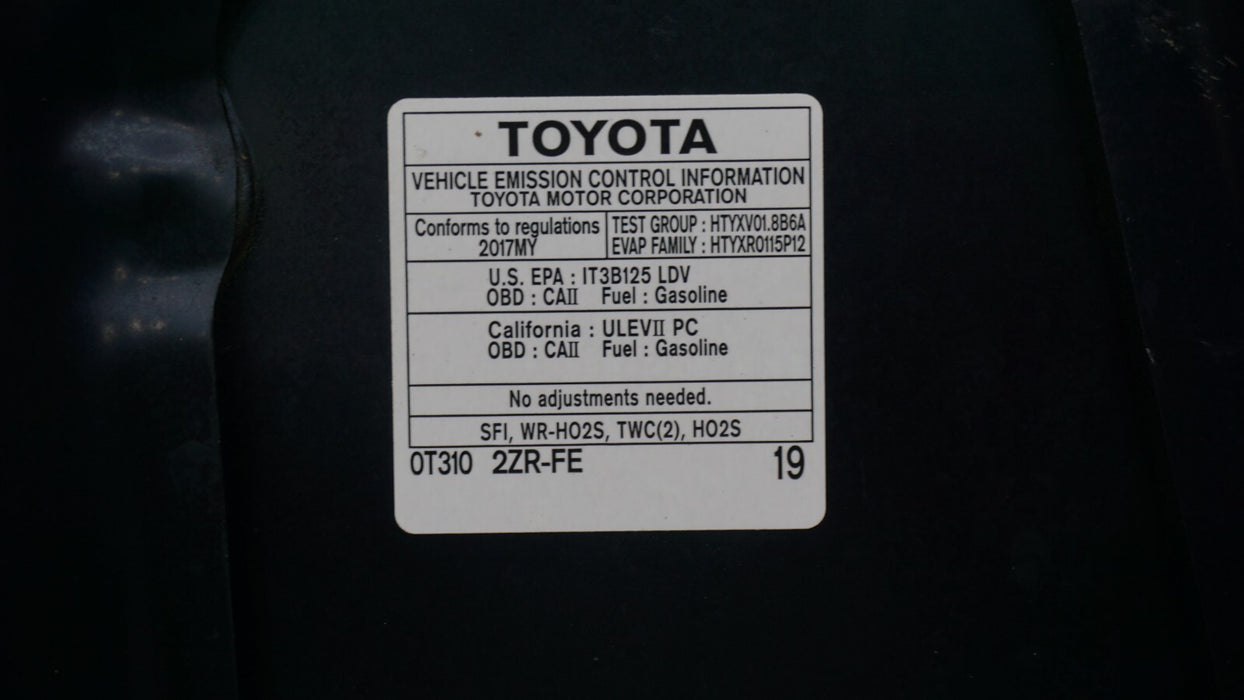 TOYOTA
VEHICLE EMISSION CONTROL INFORMATION
TOYOTA MOTOR CORPORATION
Conforms to regulations
2017MY
TEST GROUP : HTYXV01.8B6A
EVAP FAMILY : HTYXR0115P12
U.S. EPA : IT3B125 LDV
OBD : CAⅡ Fuel : Gasoline
California : ULEVⅡ PC
OBD : CAⅡ Fuel : Gasoline
No adjustments needed.
SFI, WR-HO2S, TWC(2), HO2S
0T310 2ZR-FE 19